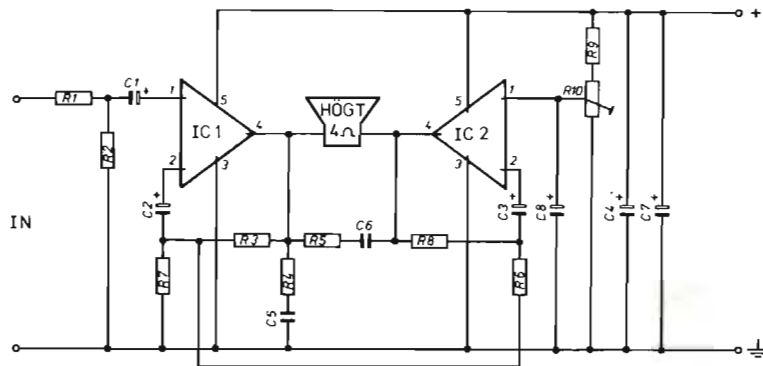 IN
R1
R2
C1
+
1
2
5
4
3
IC 1
C2
+
R7
R3
HÖGT
4Ω
R5
C6
R4
C5
R8
4
IC 2
5
3
1
2
C3
+
R6
C8
+
R9
R10
C4
+
C7
+
+